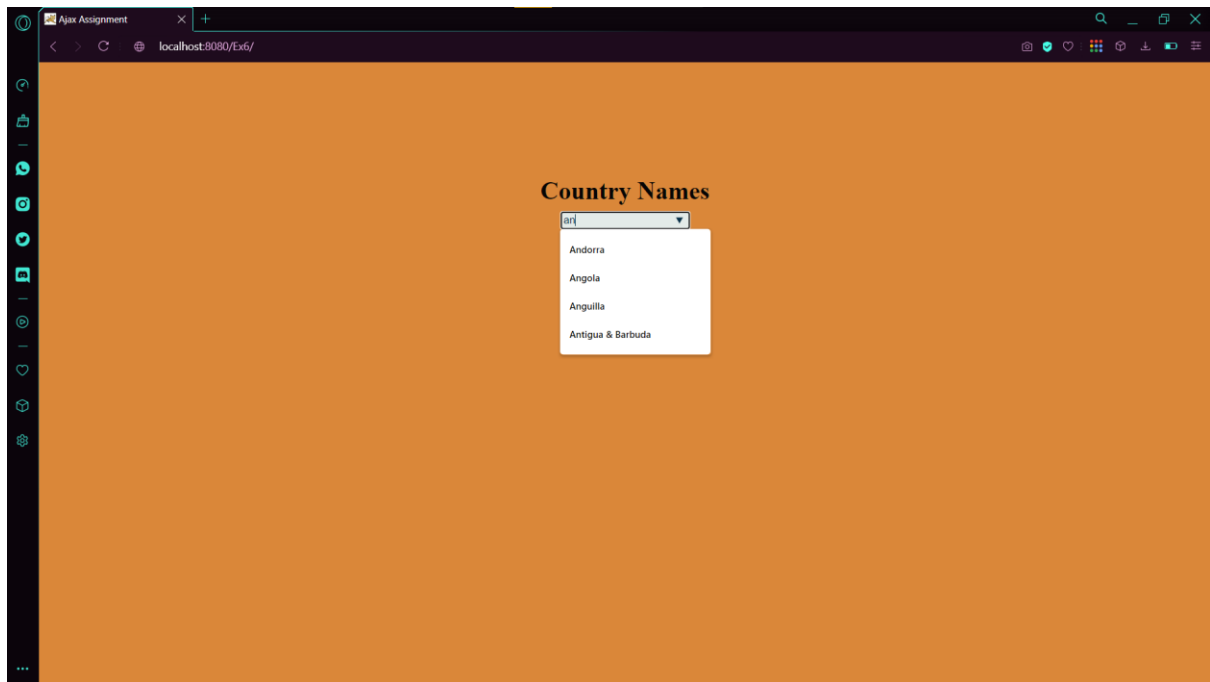 Ajax Assignment
localhost:8080/Ex6/
Country Names
an
Andorra
Angola
Anguilla
Antigua & Barbuda